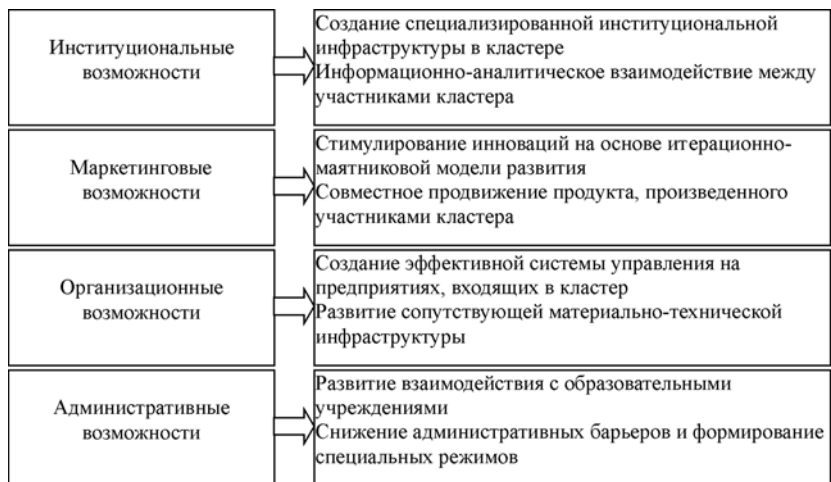 Институциональные
возможности
Создание специализированной институциональной
инфраструктуры в кластере
Информационно-аналитическое взаимодействие между
участниками кластера
Маркетинговые
возможности
Стимулирование инноваций на основе итерационно-
маятниковой модели развития
Совместное продвижение продукта, произведенного
участниками кластера
Организационные
возможности
Создание эффективной системы управления на
предприятиях, входящих в кластер
Развитие сопутствующей материально-технической
инфраструктуры
Административные
возможности
Развитие взаимодействия с образовательными
учреждениями
Снижение административных барьеров и формирование
специальных режимов